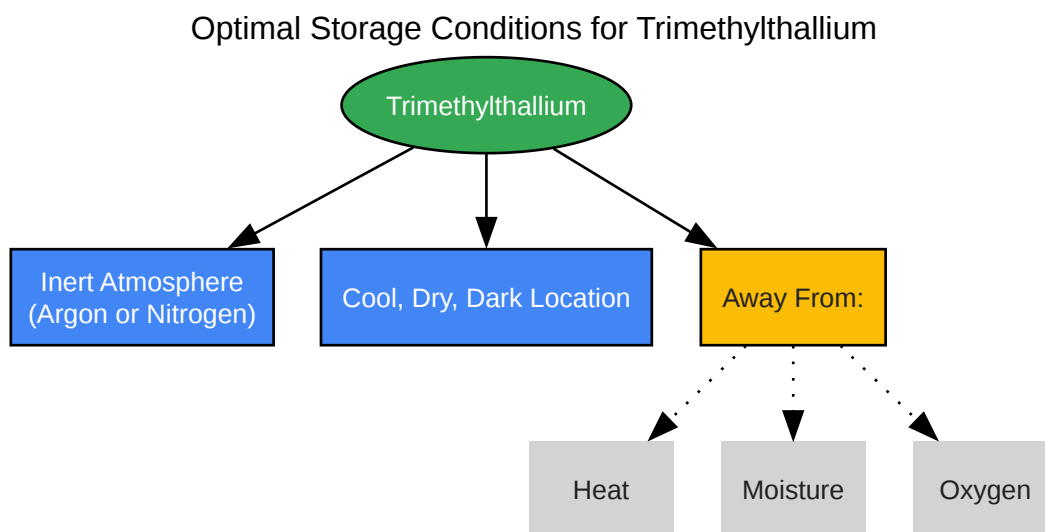 Optimal Storage Conditions for Trimethylthallium
Trimethylthallium
Inert Atmosphere
(Argon or Nitrogen)
Cool, Dry, Dark Location
Away From:
Heat
Moisture
Oxygen